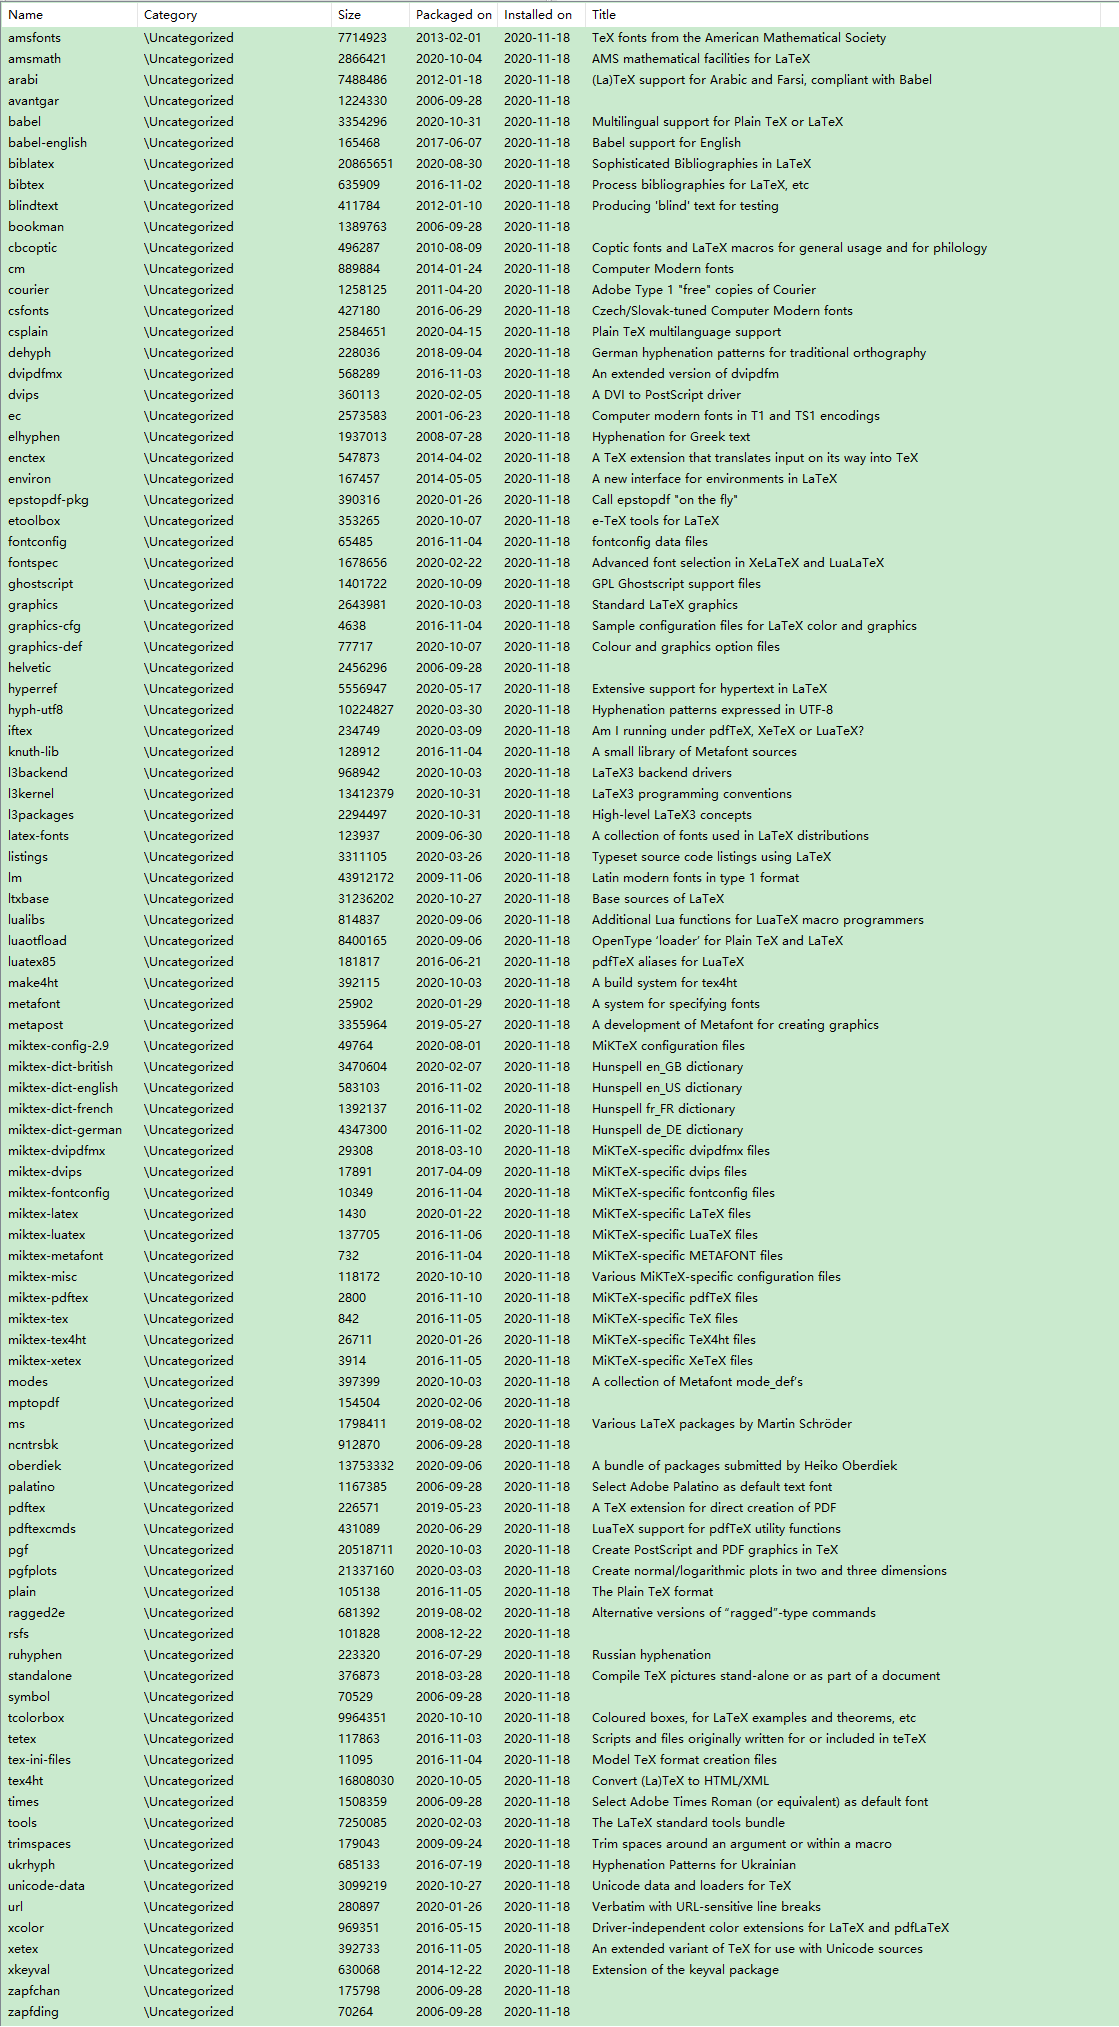 Name Category Size Packaged on Installed on Title
amsfonts \Uncategorized 7714923 2013-02-01 2020-11-18 TeX fonts from the American Mathematical Society
amsmath \Uncategorized 2866421 2020-10-04 2020-11-18 AMS mathematical facilities for LaTeX
arabi \Uncategorized 7488486 2012-01-18 2020-11-18 (La)TeX support for Arabic and Farsi, compliant with Babel
avantgar \Uncategorized 1224330 2006-09-28 2020-11-18
babel \Uncategorized 3354296 2020-10-31 2020-11-18 Multilingual support for Plain TeX or LaTeX
babel-english \Uncategorized 165468 2017-06-07 2020-11-18 Babel support for English
biblatex \Uncategorized 20865651 2020-08-30 2020-11-18 Sophisticated Bibliographies in LaTeX
bibtex \Uncategorized 635909 2016-11-02 2020-11-18 Process bibliographies for LaTeX, etc
blindtext \Uncategorized 411784 2012-01-10 2020-11-18 Producing 'blind' text for testing
bookman \Uncategorized 1389763 2006-09-28 2020-11-18
cbcoptic \Uncategorized 496287 2010-08-09 2020-11-18 Coptic fonts and LaTeX macros for general usage and for philology
cm \Uncategorized 889884 2014-01-24 2020-11-18 Computer Modern fonts
courier \Uncategorized 1258125 2011-04-20 2020-11-18 Adobe Type 1 "free" copies of Courier
csfonts \Uncategorized 427180 2016-06-29 2020-11-18 Czech/Slovak-tuned Computer Modern fonts
csplain \Uncategorized 2584651 2020-04-15 2020-11-18 Plain TeX multilanguage support
dehyph \Uncategorized 228036 2018-09-04 2020-11-18 German hyphenation patterns for traditional orthography
dvipdfmx \Uncategorized 568289 2016-11-03 2020-11-18 An extended version of dvipdfm
dvips \Uncategorized 360113 2020-02-05 2020-11-18 A DVI to PostScript driver
ec \Uncategorized 2573583 2001-06-23 2020-11-18 Computer modern fonts in T1 and TS1 encodings
elhyphen \Uncategorized 1937013 2008-07-28 2020-11-18 Hyphenation for Greek text
enctex \Uncategorized 547873 2014-04-02 2020-11-18 A TeX extension that translates input on its way into TeX
environ \Uncategorized 167457 2014-05-05 2020-11-18 A new interface for environments in LaTeX
epstopdf-pkg \Uncategorized 390316 2020-01-26 2020-11-18 Call epstopdf "on the fly"
etoolbox \Uncategorized 353265 2020-10-07 2020-11-18 e-TeX tools for LaTeX
fontconfig \Uncategorized 65485 2016-11-04 2020-11-18 fontconfig data files
fontspec \Uncategorized 1678656 2020-02-22 2020-11-18 Advanced font selection in XeLaTeX and LuaLaTeX
ghostscript \Uncategorized 1401722 2020-10-09 2020-11-18 GPL Ghostscript support files
graphics \Uncategorized 2643981 2020-10-03 2020-11-18 Standard LaTeX graphics
graphics-cfg \Uncategorized 4638 2016-11-04 2020-11-18 Sample configuration files for LaTeX color and graphics
graphics-def \Uncategorized 77717 2020-10-07 2020-11-18 Colour and graphics option files
helvetic \Uncategorized 2456296 2006-09-28 2020-11-18
hyperref \Uncategorized 5556947 2020-05-17 2020-11-18 Extensive support for hypertext in LaTeX
hyph-utf8 \Uncategorized 10224827 2020-03-30 2020-11-18 Hyphenation patterns expressed in UTF-8
iftex \Uncategorized 234749 2020-03-09 2020-11-18 Am I running under pdfTeX, XeTeX or LuaTeX?
knuth-lib \Uncategorized 128912 2016-11-04 2020-11-18 A small library of Metafont sources
l3backend \Uncategorized 968942 2020-10-03 2020-11-18 LaTeX3 backend drivers
l3kernel \Uncategorized 13412379 2020-10-31 2020-11-18 LaTeX3 programming conventions
l3packages \Uncategorized 2294497 2020-10-31 2020-11-18 High-level LaTeX3 concepts
latex-fonts \Uncategorized 123937 2009-06-30 2020-11-18 A collection of fonts used in LaTeX distributions
listings \Uncategorized 3311105 2020-03-26 2020-11-18 Typeset source code listings using LaTeX
lm \Uncategorized 43912172 2009-11-06 2020-11-18 Latin modern fonts in type 1 format
ltxbase \Uncategorized 31236202 2020-10-27 2020-11-18 Base sources of LaTeX
lualibs \Uncategorized 814837 2020-09-06 2020-11-18 Additional Lua functions for LuaTeX macro programmers
luaotfload \Uncategorized 8400165 2020-09-06 2020-11-18 OpenType ‘loader’ for Plain TeX and LaTeX
luatex85 \Uncategorized 181817 2016-06-21 2020-11-18 pdfTeX aliases for LuaTeX
make4ht \Uncategorized 392115 2020-10-03 2020-11-18 A build system for tex4ht
metafont \Uncategorized 25902 2020-01-29 2020-11-18 A system for specifying fonts
metapost \Uncategorized 3355964 2019-05-27 2020-11-18 A development of Metafont for creating graphics
miktex-config-2.9 \Uncategorized 49764 2020-08-01 2020-11-18 MiKTeX configuration files
miktex-dict-british \Uncategorized 3470604 2020-02-07 2020-11-18 Hunspell en_GB dictionary
miktex-dict-english \Uncategorized 583103 2016-11-02 2020-11-18 Hunspell en_US dictionary
miktex-dict-french \Uncategorized 1392137 2016-11-02 2020-11-18 Hunspell fr_FR dictionary
miktex-dict-german \Uncategorized 4347300 2016-11-02 2020-11-18 Hunspell de_DE dictionary
miktex-dvipdfmx \Uncategorized 29308 2018-03-10 2020-11-18 MiKTeX-specific dvipdfmx files
miktex-dvips \Uncategorized 17891 2017-04-09 2020-11-18 MiKTeX-specific dvips files
miktex-fontconfig \Uncategorized 10349 2016-11-04 2020-11-18 MiKTeX-specific fontconfig files
miktex-latex \Uncategorized 1430 2020-01-22 2020-11-18 MiKTeX-specific LaTeX files
miktex-luatex \Uncategorized 137705 2016-11-06 2020-11-18 MiKTeX-specific LuaTeX files
miktex-metafont \Uncategorized 732 2016-11-04 2020-11-18 MiKTeX-specific METAFONT files
miktex-misc \Uncategorized 118172 2020-10-10 2020-11-18 Various MiKTeX-specific configuration files
miktex-pdftex \Uncategorized 2800 2016-11-10 2020-11-18 MiKTeX-specific pdfTeX files
miktex-tex \Uncategorized 842 2016-11-05 2020-11-18 MiKTeX-specific TeX files
miktex-tex4ht \Uncategorized 26711 2020-01-26 2020-11-18 MiKTeX-specific TeX4ht files
miktex-xetex \Uncategorized 3914 2016-11-05 2020-11-18 MiKTeX-specific XeTeX files
modes \Uncategorized 397399 2020-10-03 2020-11-18 A collection of Metafont mode_def's
mptopdf \Uncategorized 154504 2020-02-06 2020-11-18
ms \Uncategorized 1798411 2019-08-02 2020-11-18 Various LaTeX packages by Martin Schröder
ncntrsbk \Uncategorized 912870 2006-09-28 2020-11-18
oberdiek \Uncategorized 13753332 2020-09-06 2020-11-18 A bundle of packages submitted by Heiko Oberdiek
palatino \Uncategorized 1167385 2006-09-28 2020-11-18 Select Adobe Palatino as default text font
pdftex \Uncategorized 226571 2019-05-23 2020-11-18 A TeX extension for direct creation of PDF
pdftexcmds \Uncategorized 431089 2020-06-29 2020-11-18 LuaTeX support for pdfTeX utility functions
pgf \Uncategorized 20518711 2020-10-03 2020-11-18 Create PostScript and PDF graphics in TeX
pgfplots \Uncategorized 21337160 2020-03-03 2020-11-18 Create normal/logarithmic plots in two and three dimensions
plain \Uncategorized 105138 2016-11-05 2020-11-18 The Plain TeX format
ragged2e \Uncategorized 681392 2019-08-02 2020-11-18 Alternative versions of “ragged”-type commands
rsfs \Uncategorized 101828 2008-12-22 2020-11-18
ruhyphen \Uncategorized 223320 2016-07-29 2020-11-18 Russian hyphenation
standalone \Uncategorized 376873 2018-03-28 2020-11-18 Compile TeX pictures stand-alone or as part of a document
symbol \Uncategorized 70529 2006-09-28 2020-11-18
tcolorbox \Uncategorized 9964351 2020-10-10 2020-11-18 Coloured boxes, for LaTeX examples and theorems, etc
tetex \Uncategorized 117863 2016-11-03 2020-11-18 Scripts and files originally written for or included in teTeX
tex-ini-files \Uncategorized 11095 2016-11-04 2020-11-18 Model TeX format creation files
tex4ht \Uncategorized 16808030 2020-10-05 2020-11-18 Convert (La)TeX to HTML/XML
times \Uncategorized 1508359 2006-09-28 2020-11-18 Select Adobe Times Roman (or equivalent) as default font
tools \Uncategorized 7250085 2020-02-03 2020-11-18 The LaTeX standard tools bundle
trimspaces \Uncategorized 179043 2009-09-24 2020-11-18 Trim spaces around an argument or within a macro
ukrhyph \Uncategorized 685133 2016-07-19 2020-11-18 Hyphenation Patterns for Ukrainian
unicode-data \Uncategorized 3099219 2020-10-27 2020-11-18 Unicode data and loaders for TeX
url \Uncategorized 280897 2020-01-26 2020-11-18 Verbatim with URL-sensitive line breaks
xcolor \Uncategorized 969351 2016-05-15 2020-11-18 Driver-independent color extensions for LaTeX and pdfLaTeX
xetex \Uncategorized 392733 2016-11-05 2020-11-18 An extended variant of TeX for use with Unicode sources
xkeyval \Uncategorized 630068 2014-12-22 2020-11-18 Extension of the keyval package
zapfchan \Uncategorized 175798 2006-09-28 2020-11-18
zapfding \Uncategorized 70264 2006-09-28 2020-11-18